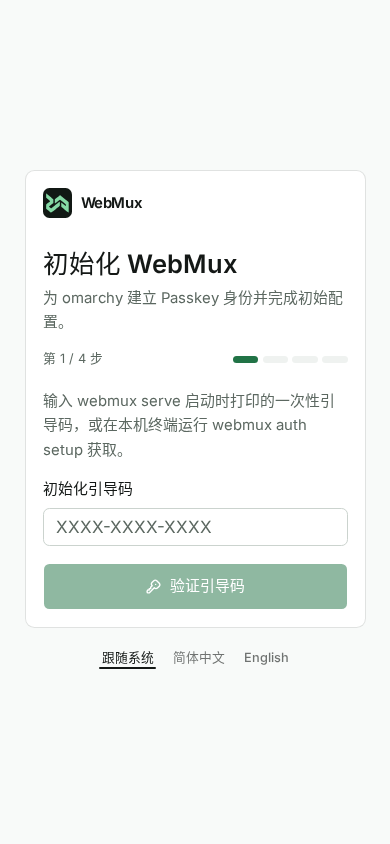 WebMux
初始化 WebMux
为 omarchy 建立 Passkey 身份并完成初始配
置。
第 1 / 4 步
输入 webmux serve 启动时打印的一次性引
导码，或在本机终端运行 webmux auth
setup 获取。
初始化引导码
XXXX-XXXX-XXXX
验证引导码
跟随系统 简体中文 English